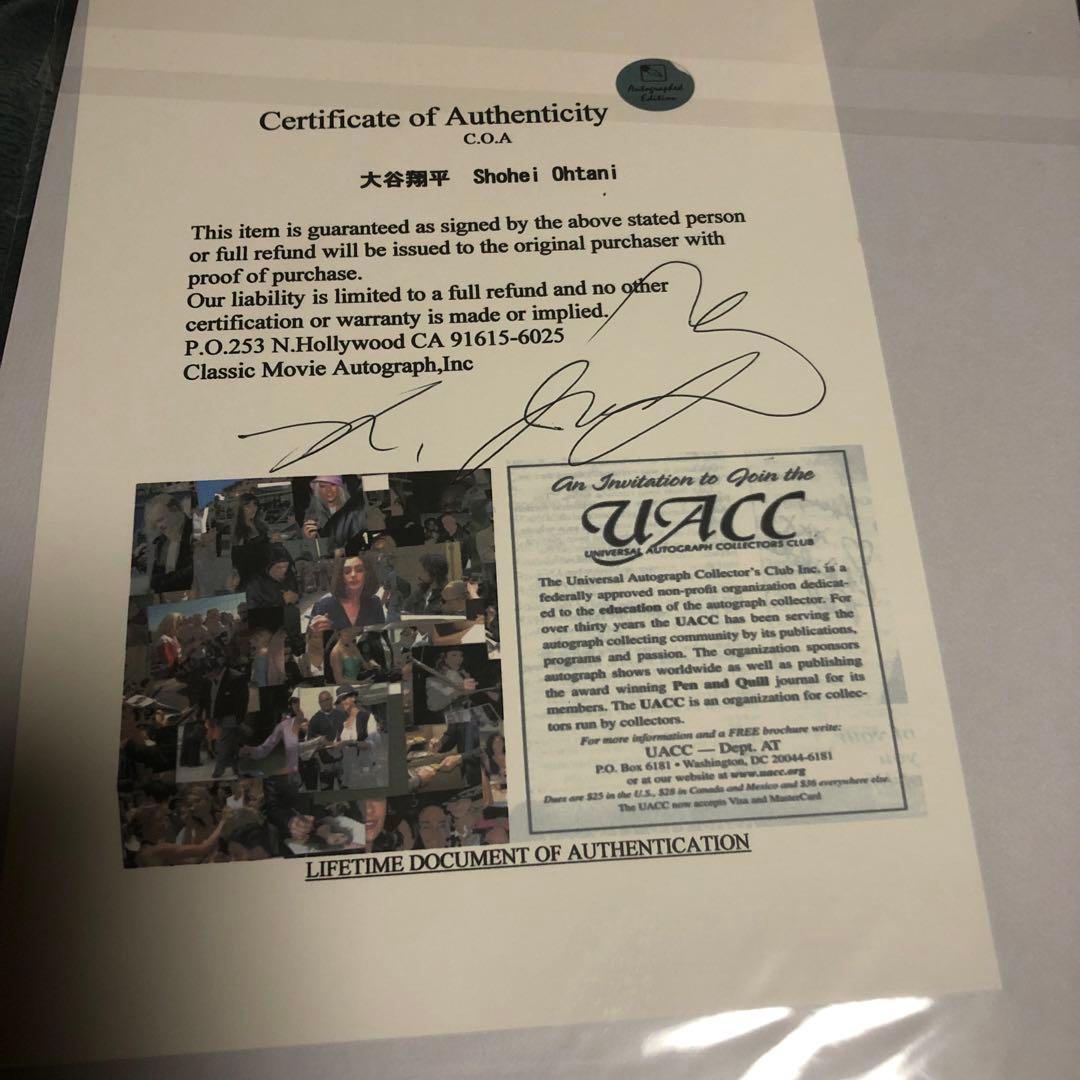 Autographed
Edition
Certificate of Authenticity
C.O.A
大谷翔平 Shohei Ohtani
This item is guaranteed as signed by the above stated person
or full refund will be issued to the original purchaser with
proof of purchase.
Our liability is limited to a full refund and no other
certification or warranty is made or implied.
P.O.253 N.Hollywood CA 91615-6025
Classic Movie Autograph,Inc
An Invitation to Join the
UACC
UNIVERSAL AUTOGRAPH COLLECTORS CLUB
The Universal Autograph Collector's Club Inc. is a
federally approved non-profit organization dedicat-
ed to the education of the autograph collector. For
over thirty years the UACC has been serving the
autograph collecting community by its publications,
programs and passion. The organization sponsors
autograph shows worldwide as well as publishing
the award winning Pen and Quill journal for its
members. The UACC is an organization for collec-
tors run by collectors.
For more information and a FREE brochure write:
UACC — Dept. AT
P.O. Box 6181 • Washington, DC 20044-6181
or at our website at www.uacc.org
Dues are $25 in the U.S., $28 in Canada and Mexico and $36 everywhere else.
The UACC now accepts Visa and MasterCard
LIFETIME DOCUMENT OF AUTHENTICATION